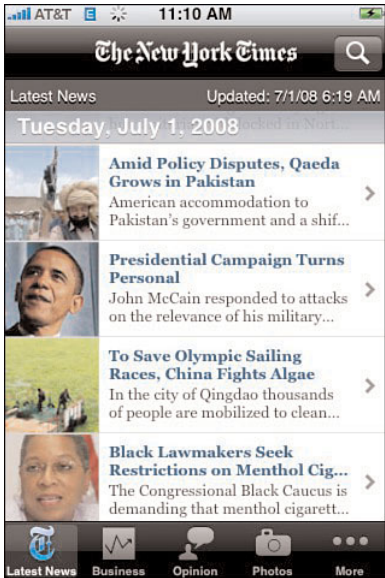 AT&T E 11:10 AM
The New York Times
Latest News Updated: 7/1/08 6:19 AM
Tuesday, July 1, 2008
Amid Policy Disputes, Qaeda
Grows in Pakistan
American accommodation to
Pakistan's government and a shif...
Presidential Campaign Turns
Personal
John McCain responded to attacks
on the relevance of his military...
To Save Olympic Sailing
Races, China Fights Algae
In the city of Qingdao thousands
of people are mobilized to clean...
Black Lawmakers Seek
Restrictions on Menthol Cig...
The Congressional Black Caucus is
demanding that menthol cigarett...
Latest News Business Opinion Photos More